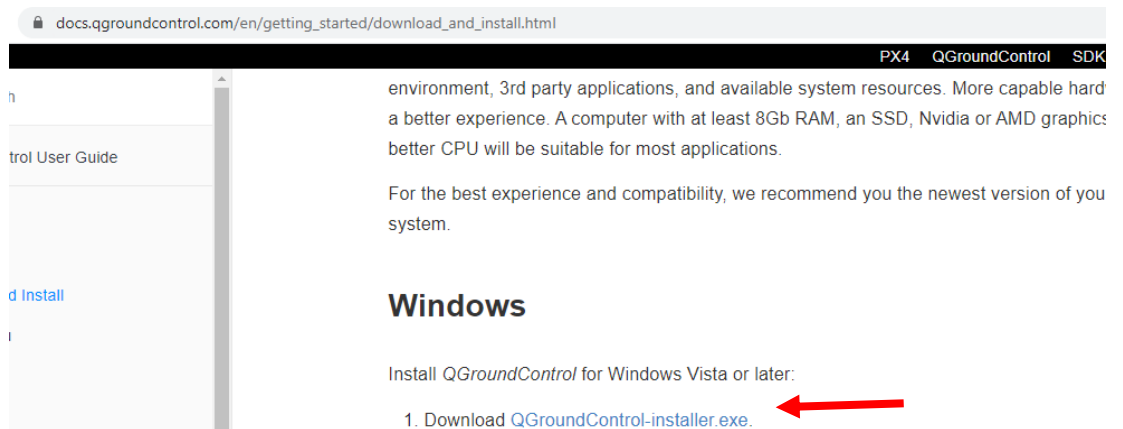 docs.qgroundcontrol.com/en/getting_started/download_and_install.html
PX4 QGroundControl SDK
environment, 3rd party applications, and available system resources. More capable hard
h
a better experience. A computer with at least 8Gb RAM, an SSD, Nvidia or AMD graphics
trol User Guide
better CPU will be suitable for most applications.
For the best experience and compatibility, we recommend you the newest version of you
system.
d Install
Windows
Install QGroundControl for Windows Vista or later:
1. Download QGroundControl-installer.exe.